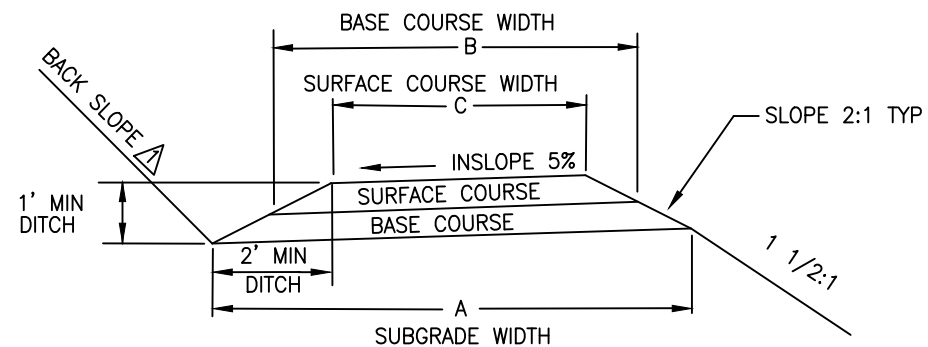 BASE COURSE WIDTH
B
BACK SLOPE 1
SURFACE COURSE WIDTH
C
SLOPE 2:1 TYP
INSLOPE 5%
1' MIN
DITCH
SURFACE COURSE
BASE COURSE
2' MIN
DITCH
1 1/2:1
A
SUBGRADE WIDTH